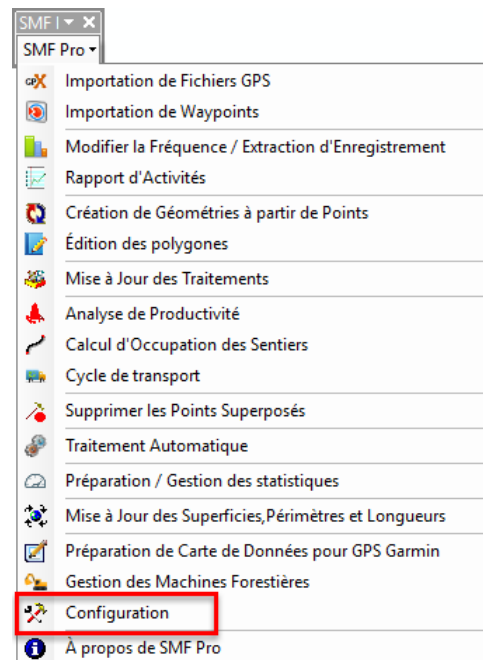 SMF I
SMF Pro
GPX Importation de Fichiers GPS
Importation de Waypoints
Modifier la Fréquence / Extraction d'Enregistrement
Rapport d'Activités
Création de Géométries à partir de Points
Édition des polygones
Mise à Jour des Traitements
Analyse de Productivité
Calcul d'Occupation des Sentiers
Cycle de transport
Supprimer les Points Superposés
Traitement Automatique
Préparation / Gestion des statistiques
Mise à Jour des Superficies,Périmètres et Longueurs
Préparation de Carte de Données pour GPS Garmin
Gestion des Machines Forestières
Configuration
À propos de SMF Pro